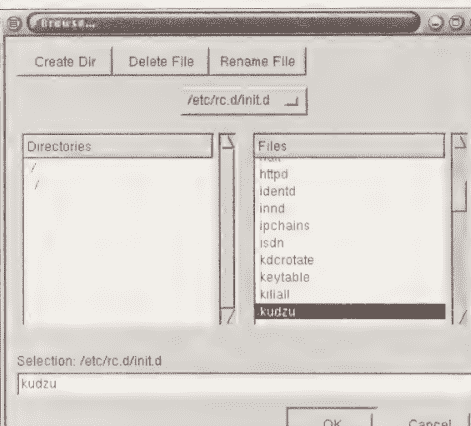 Browse...
Create Dir Delete File Rename File
/etc/rc.d/init.d
Directories
./
../
Files
httpd
identd
innd
ipchains
isdn
kdcrotate
keytable
killall
kudzu
Selection: /etc/rc.d/init.d
kudzu
OK Cancel